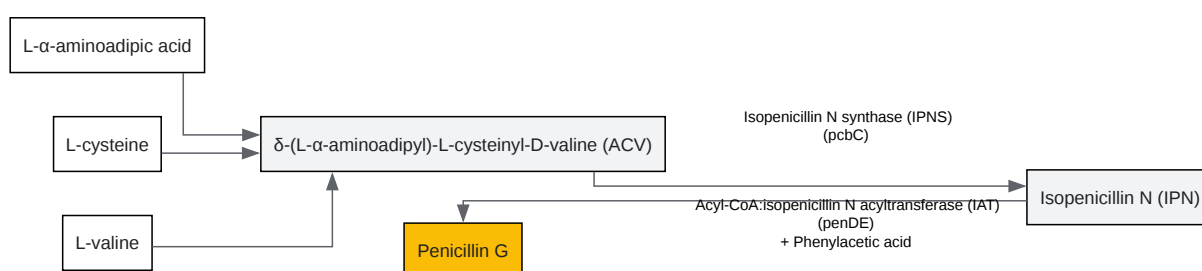 L-α-aminoadipic acid
L-cysteine
L-valine
δ-(L-α-aminoadipyl)-L-cysteinyl-D-valine (ACV)
Isopenicillin N synthase (IPNS)
(pcbC)
Isopenicillin N (IPN)
Acyl-CoA:isopenicillin N acyltransferase (IAT)
(penDE)
+ Phenylacetic acid
Penicillin G